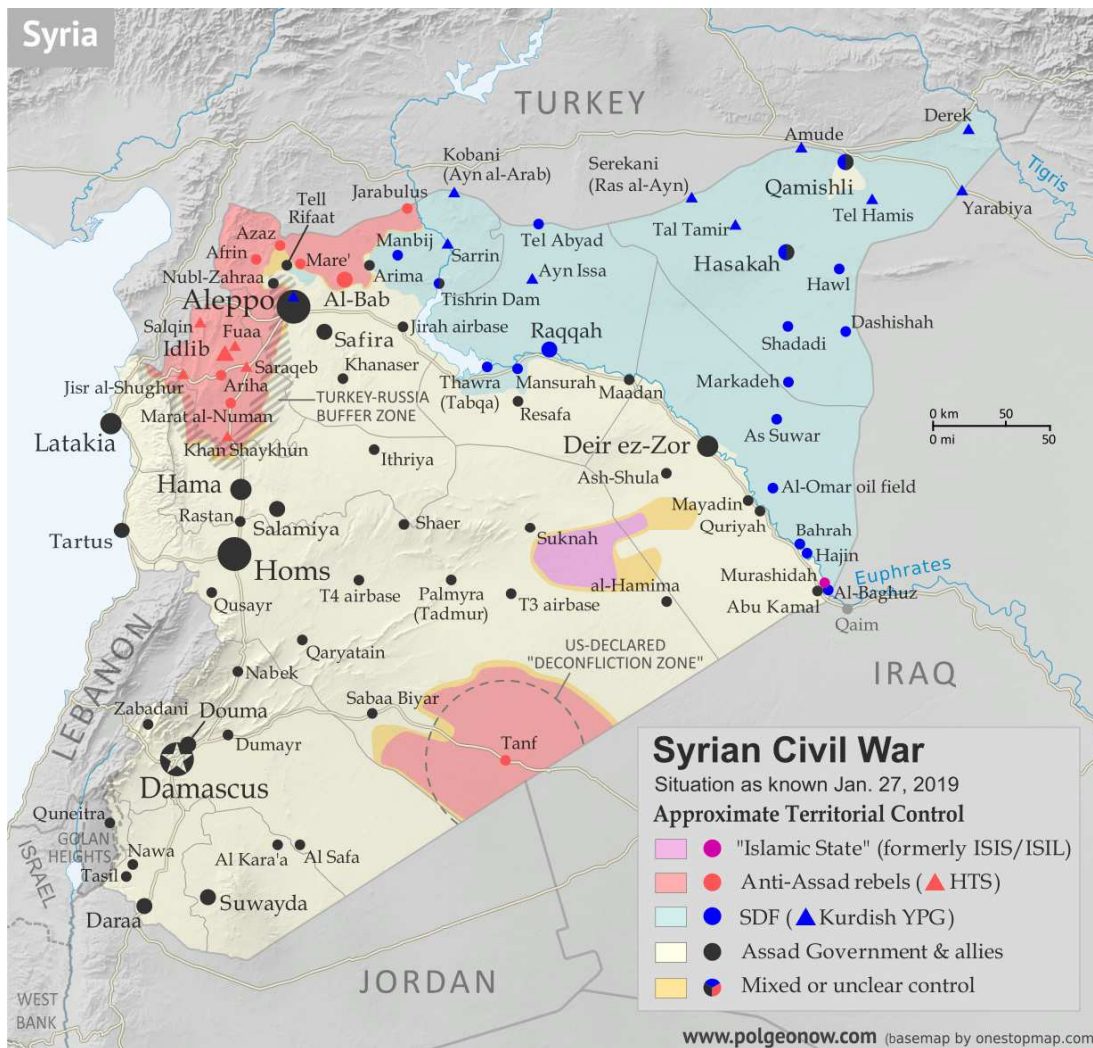 Syria
TURKEY
Derek
Amude
Kobani
(Ayn al-Arab)
Serekani
(Ras al-Ayn)
Qamishli
Tigris
Jarabulus
Tell
Rifaat
Tel Hamis
Yarabiya
Azaz
Manbij
Tal Tamir
Tel Abyad
Sarrin
Afrin
Mare'
Hasakah
Nubl-Zahraa
Arima
Ayn Issa
Hawl
Aleppo
Al-Bab
Tishrin Dam
Salqin
Fuaa
Safira
Jirah airbase
Raqqah
Dashishah
Idlib
Shadadi
Saraqeb
Khanaser
Jisr al-Shughur
Ariha
Thawra
(Tabqa)
Mansurah
Maadan
Markadeh
TURKEY-RUSSIA
BUFFER ZONE
Resafa
Marat al-Numan
0 km 50
0 mi 50
Latakia
As Suwar
Khan Shaykhun
Deir ez-Zor
Ithriya
Ash-Shula
Hama
Al-Omar oil field
Mayadin
Rastan
Salamiya
Shaer
Quriyah
Tartus
Suknah
Bahrah
Hajin
Homs
Euphrates
Murashidah
al-Hamima
T4 airbase
Palmyra
(Tadmur)
T3 airbase
Al-Baghuz
Qusayr
Abu Kamal
Qaim
Qaryatain
US-DECLARED
"DECONFLICTION ZONE"
IRAQ
Nabek
LEBANON
Zabadani
Douma
Sabaa Biyar
Dumayr
Tanf
Damascus
Quneitra
GOLAN
HEIGHTS
ISRAEL
Nawa
Tasil
Al Kara'a
Al Safa
Daraa
Suwayda
JORDAN
WEST
BANK
Syrian Civil War
Situation as known Jan. 27, 2019
Approximate Territorial Control
"Islamic State" (formerly ISIS/ISIL)
Anti-Assad rebels ( HTS)
SDF ( Kurdish YPG)
Assad Government & allies
Mixed or unclear control
www.polgeonow.com (basemap by onestopmap.com)